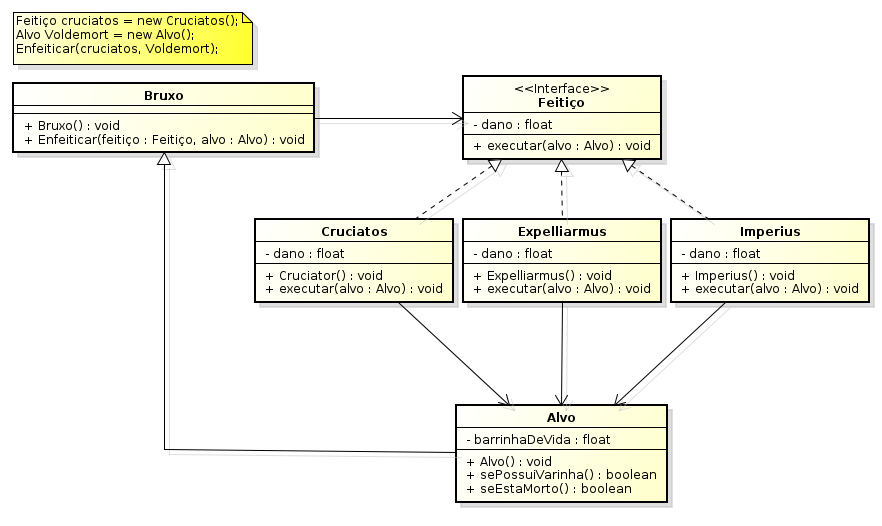 Feitiço cruciatos = new Cruciatos();
Alvo Voldemort = new Alvo();
Enfeiticar(cruciatos, Voldemort);
Bruxo
+ Bruxo() : void
+ Enfeiticar(feitiço : Feitiço, alvo : Alvo) : void
<<Interface>>
Feitiço
- dano : float
+ executar(alvo : Alvo) : void
Cruciatos
- dano : float
+ Cruciator() : void
+ executar(alvo : Alvo) : void
Expelliarmus
- dano : float
+ Expelliarmus() : void
+ executar(alvo : Alvo) : void
Imperius
- dano : float
+ Imperius() : void
+ executar(alvo : Alvo) : void
Alvo
- barrinhaDeVida : float
+ Alvo() : void
+ sePossuiVarinha() : boolean
+ seEstaMorto() : boolean